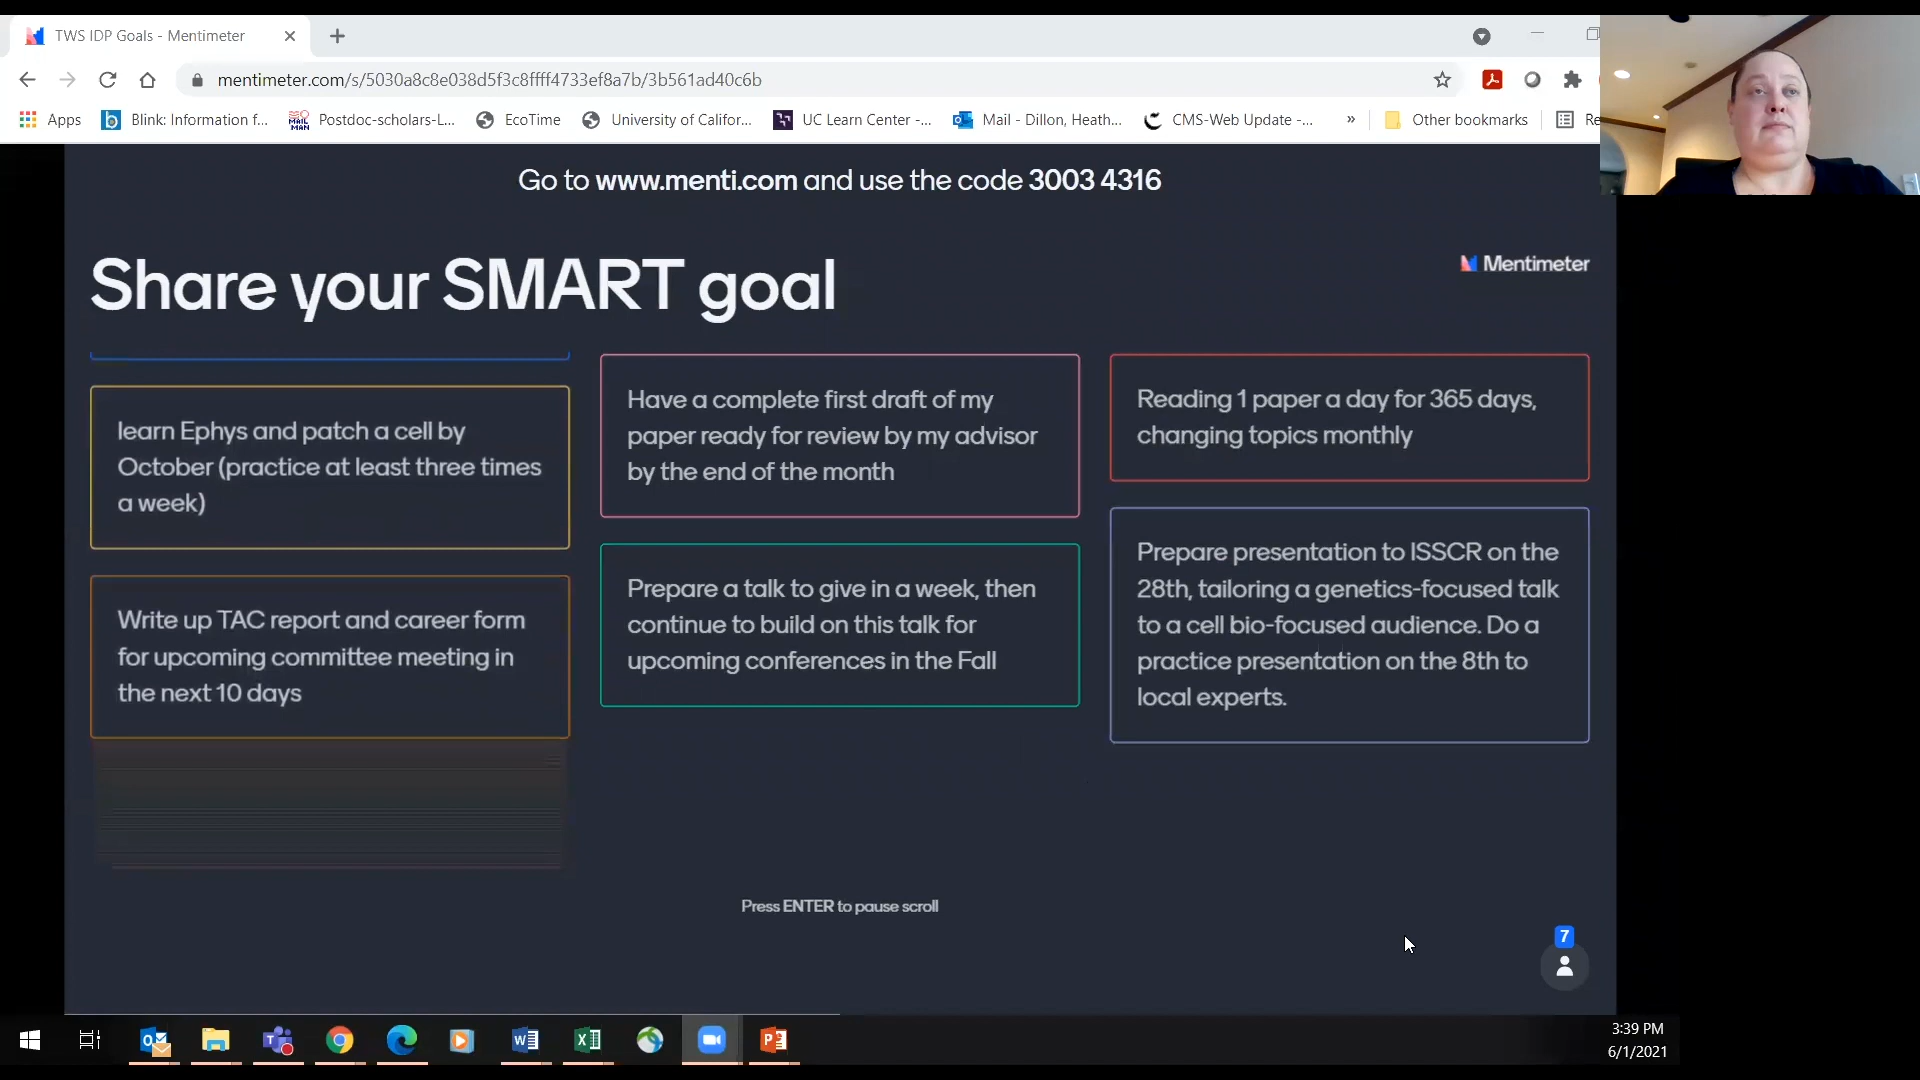 TWS IDP Goals - Mentimeter
mentimeter.com/s/5030a8c8e038d5f3c8ffff4733ef8a7b/3b561ad40c6b
Apps
Blink: Information f...
Postdoc-scholars-L...
EcoTime
University of Califor...
UC Learn Center -...
Mail - Dillon, Heath...
CMS-Web Update -...
»
Other bookmarks
Re
Go to www.menti.com and use the code 3003 4316
Share your SMART goal
Mentimeter
learn Ephys and patch a cell by
October (practice at least three times
a week)
Write up TAC report and career form
for upcoming committee meeting in
the next 10 days
Have a complete first draft of my
paper ready for review by my advisor
by the end of the month
Prepare a talk to give in a week, then
continue to build on this talk for
upcoming conferences in the Fall
Reading 1 paper a day for 365 days,
changing topics monthly
Prepare presentation to ISSCR on the
28th, tailoring a genetics-focused talk
to a cell bio-focused audience. Do a
practice presentation on the 8th to
local experts.
Press ENTER to pause scroll
7
3:39 PM
6/1/2021